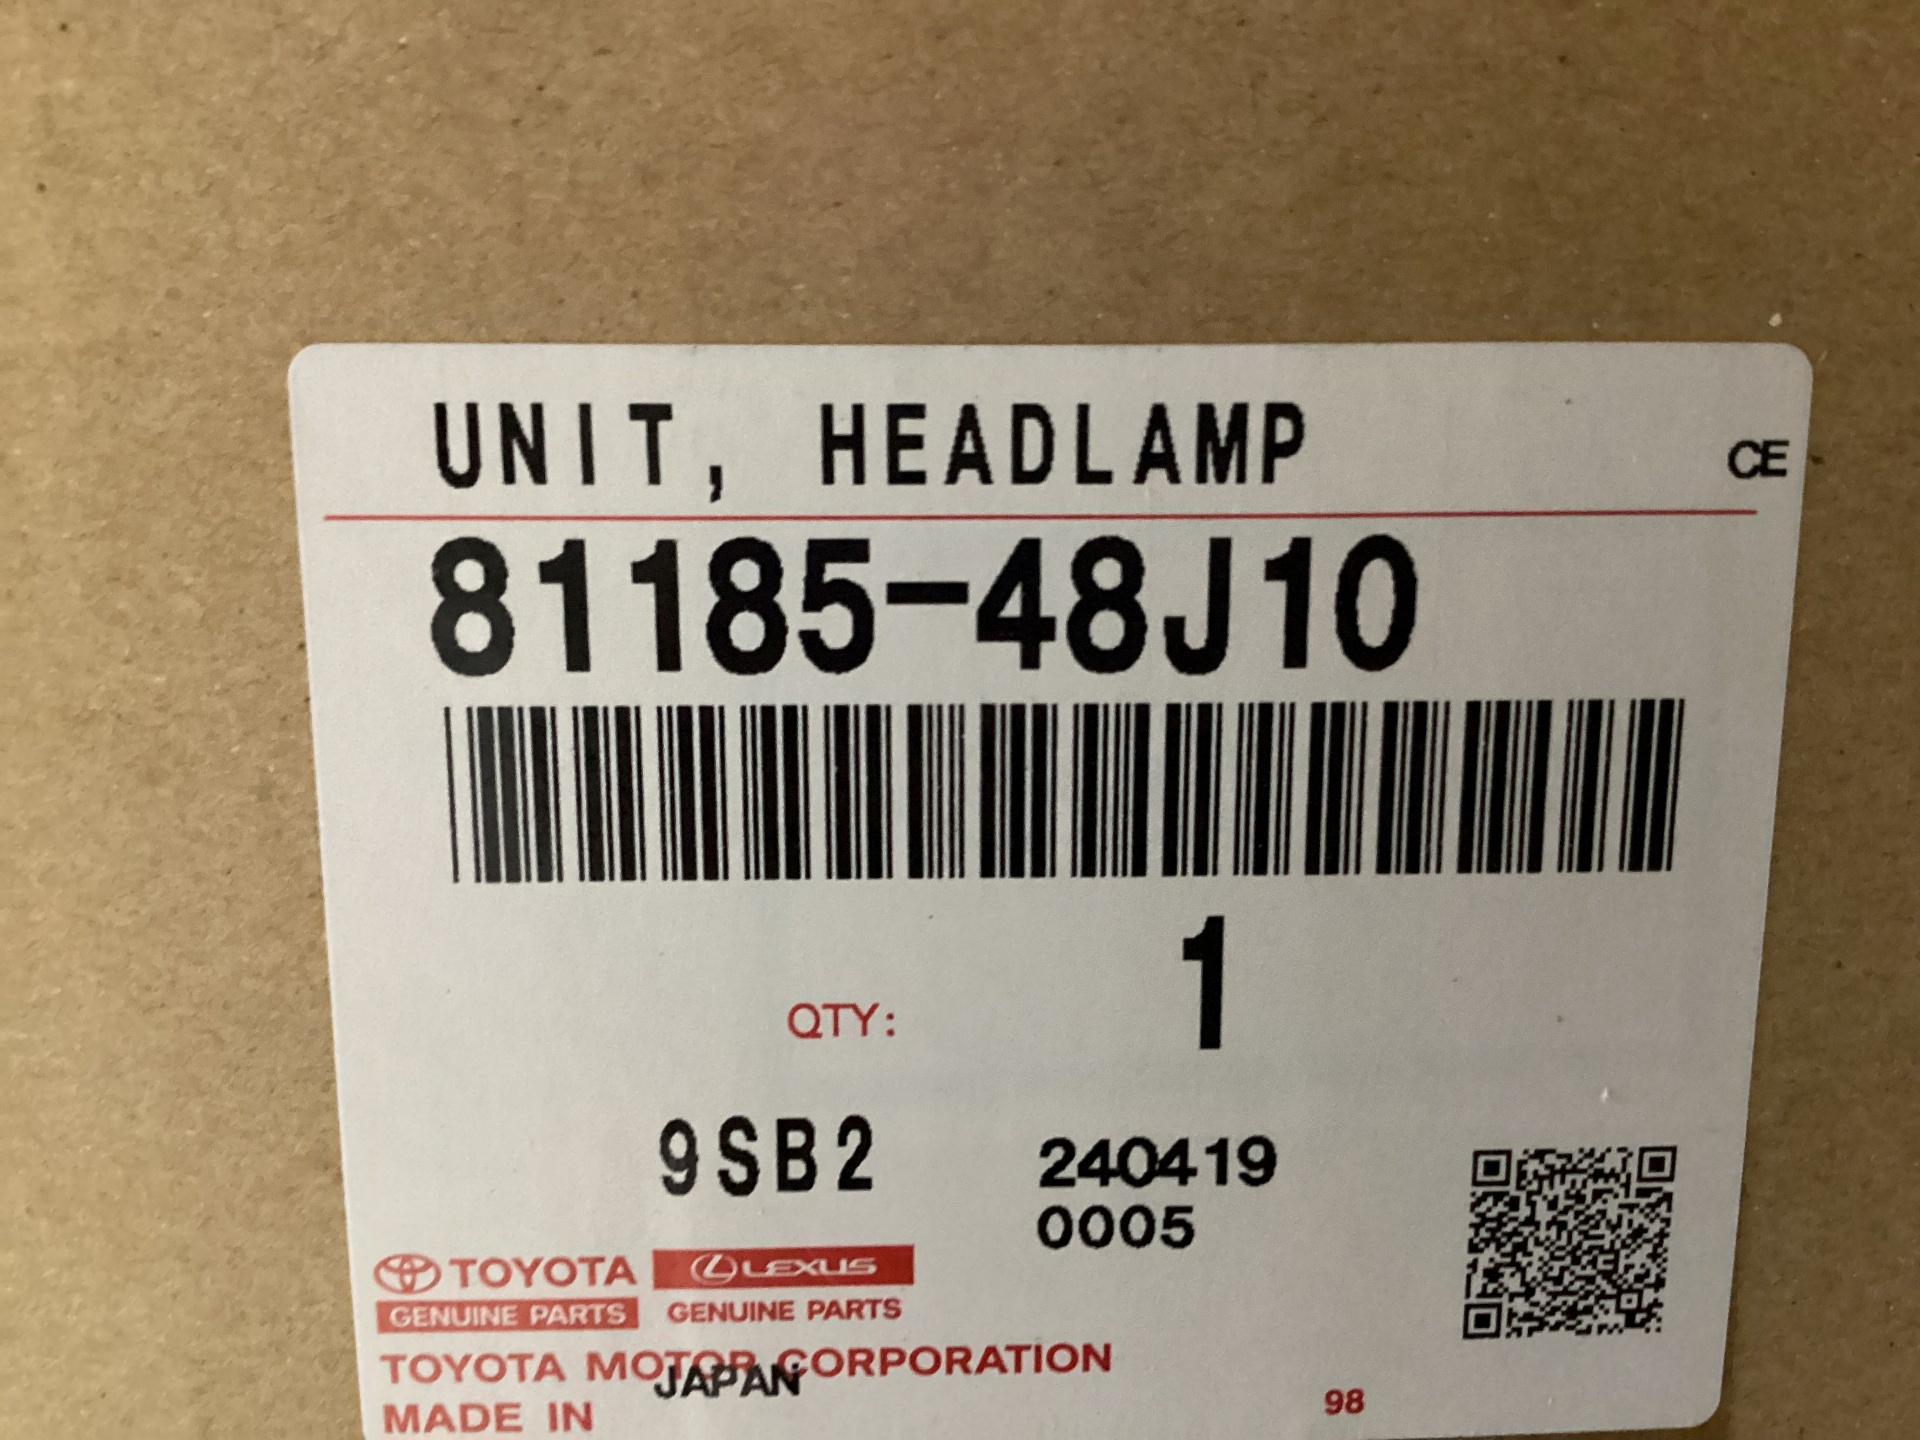 UNIT, HEADLAMP
CE
81185-48J10
QTY: 1
9SB2 240419
0005
TOYOTA LEXUS
GENUINE PARTS GENUINE PARTS
TOYOTA MOTOR CORPORATION
JAPAN
MADE IN
98